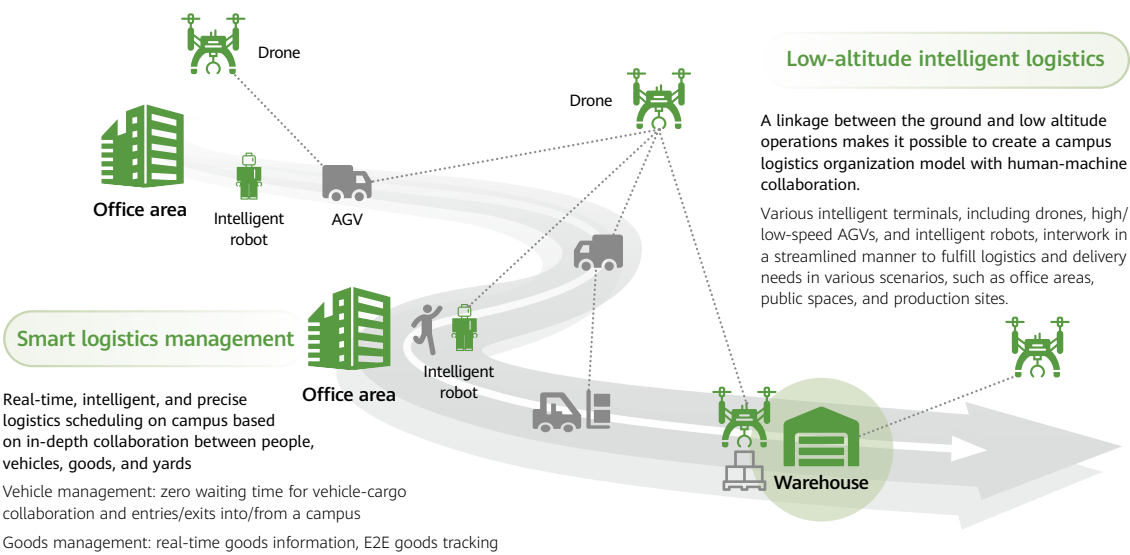 Drone
Office area
Intelligent
robot
AGV
Drone
Low-altitude intelligent logistics
A linkage between the ground and low altitude
operations makes it possible to create a campus
logistics organization model with human-machine
collaboration.
Various intelligent terminals, including drones, high/
low-speed AGVs, and intelligent robots, interwork in
a streamlined manner to fulfill logistics and delivery
needs in various scenarios, such as office areas,
public spaces, and production sites.
Smart logistics management
Real-time, intelligent, and precise
logistics scheduling on campus based
on in-depth collaboration between people,
vehicles, goods, and yards
Vehicle management: zero waiting time for vehicle-cargo
collaboration and entries/exits into/from a campus
Goods management: real-time goods information, E2E goods tracking
Office area
Intelligent
robot
Warehouse